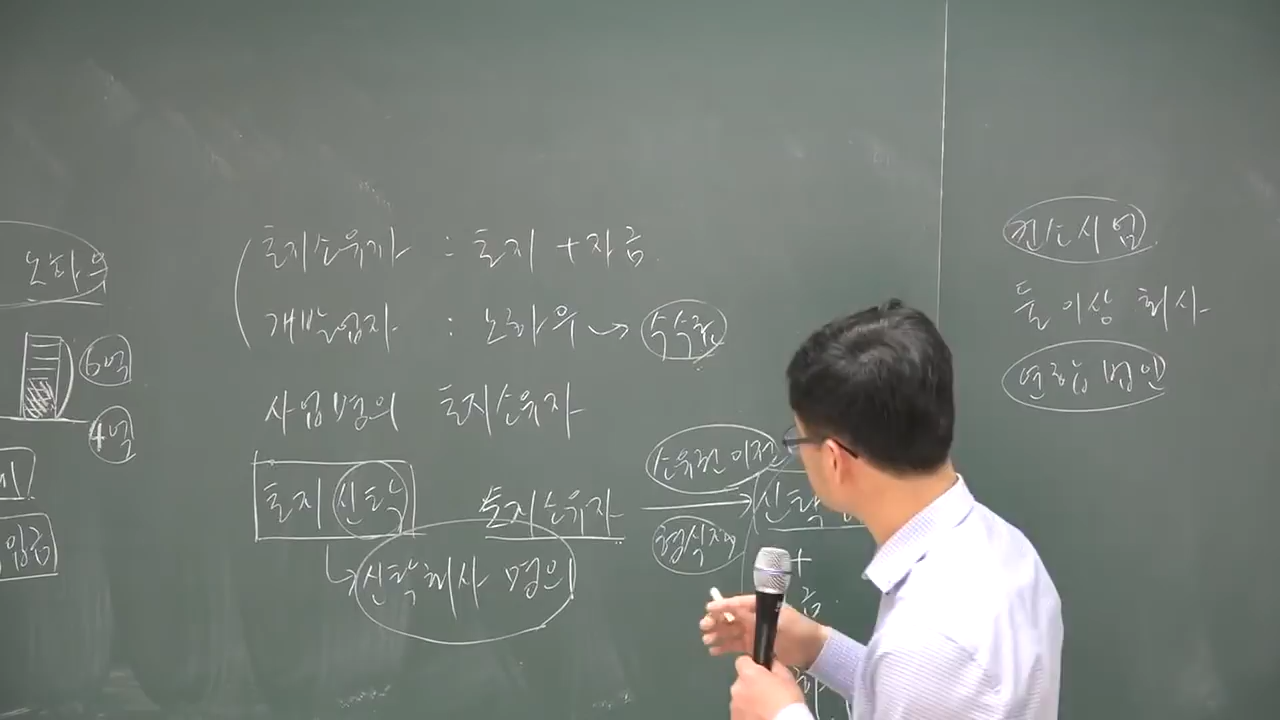 노하우
6억
4억
토지소유자 : 토지 + 자금
개발업자 : 노하우 → 수수료
사업명의 토지소유자
토지신탁 토지소유자 소유권 이전 신탁
형식적
신탁회사 명의
+
컨소시엄
둘 이상 회사
연합 법인